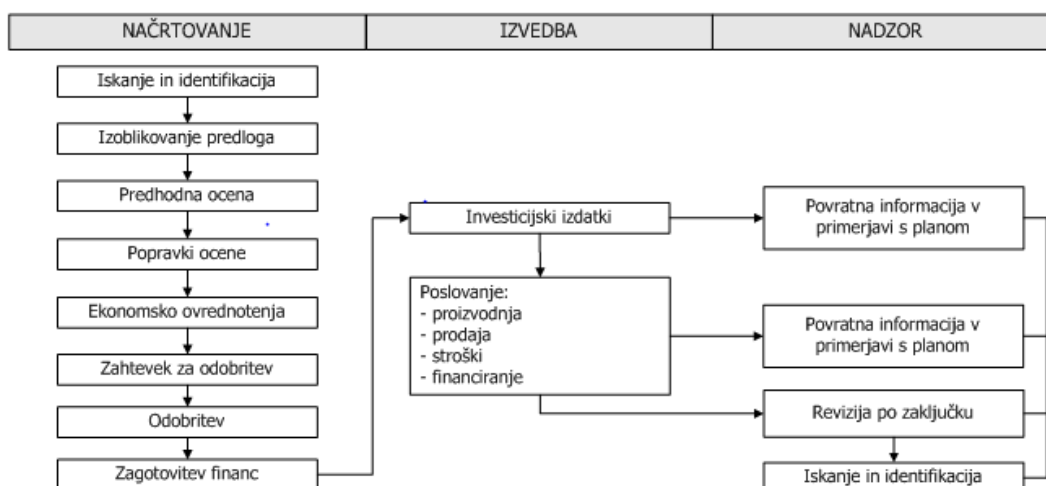 NAČRTOVANJE
IZVEDBA
NADZOR
Iskanje in identifikacija
Izoblikovanje predloga
Predhodna ocena
Popravki ocene
Ekonomsko ovrednotenja
Zahtevek za odobritev
Odobritev
Zagotovitev financ
Investicijski izdatki
Poslovanje:
- proizvodnja
- prodaja
- stroški
- financiranje
Povratna informacija v
primerjavi s planom
Povratna informacija v
primerjavi s planom
Revizija po zaključku
Iskanje in identifikacija